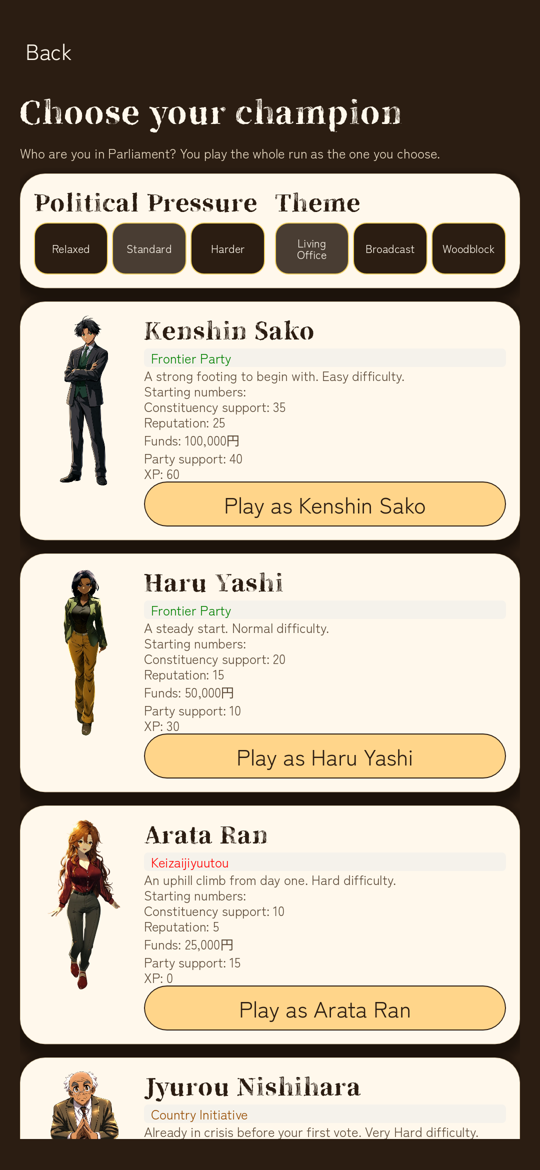 Back
Choose your champion
Who are you in Parliament? You play the whole run as the one you choose.
Political Pressure
Relaxed
Standard
Harder
Theme
Living
Office
Broadcast
Woodblock
Kenshin Sako
Frontier Party
A strong footing to begin with. Easy difficulty.
Starting numbers:
Constituency support: 35
Reputation: 25
Funds: 100,000円
Party support: 40
XP: 60
Play as Kenshin Sako
Haru Yashi
Frontier Party
A steady start. Normal difficulty.
Starting numbers:
Constituency support: 20
Reputation: 15
Funds: 50,000円
Party support: 10
XP: 30
Play as Haru Yashi
Arata Ran
Keizaijiyuutou
An uphill climb from day one. Hard difficulty.
Starting numbers:
Constituency support: 10
Reputation: 5
Funds: 25,000円
Party support: 15
XP: 0
Play as Arata Ran
Jyurou Nishihara
Country Initiative
Already in crisis before your first vote. Very Hard difficulty.